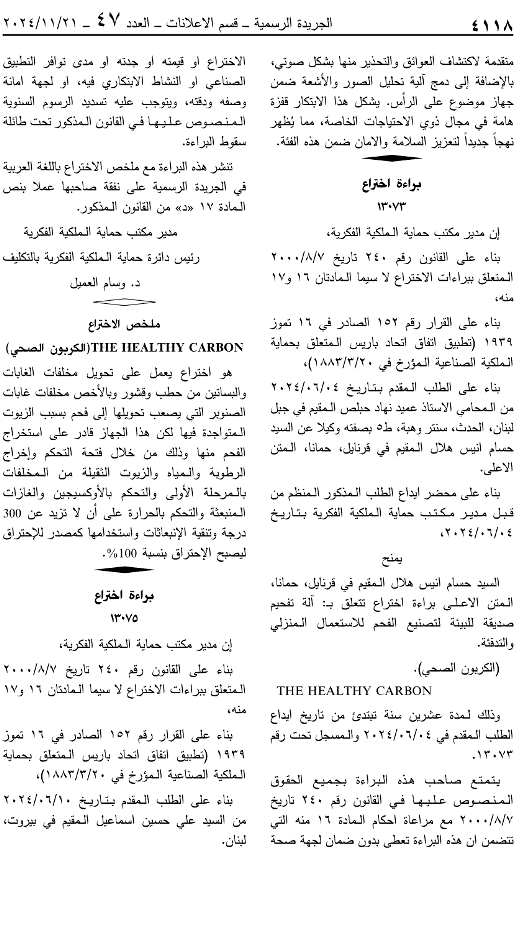 ٤١١٨
الجريدة الرسمية ــ قسم الاعلانات ــ العدد ٤٧ ــ ٢٠٢٤/١١/٢١
متقدمة لاكتشاف العوائق والتحذير منها بشكل صوتي،
بالإضافة إلى دمج آلية تحليل الصور والأشعة ضمن
جهاز موضوع على الرأس. يشكل هذا الابتكار قفزة
هامة في مجال ذوي الاحتياجات الخاصة، مما يُظهر
نهجاً جديداً لتعزيز السلامة والامان ضمن هذه الفئة.
براءة اختراع
١٣٠٧٣
إن مدير مكتب حماية الملكية الفكرية،
بناء على القانون رقم ٢٤٠ تاريخ ٢٠٠٠/٨/٧
المتعلق ببراءات الاختراع لا سيما المادتان ١٦ و١٧
منه،
بناء على القرار رقم ١٥٢ الصادر في ١٦ تموز
١٩٣٩ (تطبيق اتفاق اتحاد باريس المتعلق بحماية
الملكية الصناعية المؤرخ في ١٨٨٣/٣/٢٠)،
بناء على الطلب المقدم بتاريخ ٢٠٢٤/٠٦/٠٤
من المحامي الاستاذ عميد نهاد حبلص المقيم في جبل
لبنان، الحدث، سنتر وهبة، ط٥ بصفته وكيلا عن السيد
حسام انيس هلال المقيم في قرنايل، حمانا، المتن
الاعلى.
بناء على محضر ايداع الطلب المذكور المنظم من
قبل مدير مكتب حماية الملكية الفكرية بتاريخ
٢٠٢٤/٠٦/٠٤،
يمنح
السيد حسام انيس هلال المقيم في قرنايل، حمانا،
المتن الاعلى براءة اختراع تتعلق بـ: آلة تفحيم
صديقة للبيئة لتصنيع الفحم للاستعمال المنزلي
والتدفئة.
(الكربون الصحي).
THE HEALTHY CARBON
وذلك لمدة عشرين سنة تبتدئ من تاريخ ايداع
الطلب المقدم في ٢٠٢٤/٠٦/٠٤ والمسجل تحت رقم
١٣٠٧٣.
يتمتع صاحب هذه البراءة بجميع الحقوق
المنصوص عليها في القانون رقم ٢٤٠ تاريخ
٢٠٠٠/٨/٧ مع مراعاة احكام المادة ١٦ منه التي
تتضمن ان هذه البراءة تعطى بدون ضمان لجهة صحة
الاختراع او قيمته او جدته او مدى توافر التطبيق
الصناعي او النشاط الابتكاري فيه، او لجهة امانة
وصفه ودقته، ويتوجب عليه تسديد الرسوم السنوية
المنصوص عليها في القانون المذكور تحت طائلة
سقوط البراءة.
تنشر هذه البراءة مع ملخص الاختراع باللغة العربية
في الجريدة الرسمية على نفقة صاحبها عملا بنص
المادة ١٧ «د» من القانون المذكور.
مدير مكتب حماية الملكية الفكرية
رئيس دائرة حماية الملكية الفكرية بالتكليف
د. وسام العميل
ملخص الاختراع
THE HEALTHY CARBON(الكربون الصحي)
هو اختراع يعمل على تحويل مخلفات الغابات
والبساتين من حطب وقشور وبالأخص مخلفات غابات
الصنوبر التي يصعب تحويلها إلى فحم بسبب الزيوت
المتواجدة فيها لكن هذا الجهاز قادر على استخراج
الفحم منها وذلك من خلال فتحة التحكم وإخراج
الرطوبة والمياه والزيوت الثقيلة من المخلفات
بالمرحلة الأولى والتحكم بالأوكسيجين والغازات
المنبعثة والتحكم بالحرارة على أن لا تزيد عن 300
درجة وتنقية الإنبعاثات واستخدامها كمصدر للإحتراق
ليصبح الإحتراق بنسبة 100%.
براءة اختراع
١٣٠٧٥
إن مدير مكتب حماية الملكية الفكرية،
بناء على القانون رقم ٢٤٠ تاريخ ٢٠٠٠/٨/٧
المتعلق ببراءات الاختراع لا سيما المادتان ١٦ و١٧
منه،
بناء على القرار رقم ١٥٢ الصادر في ١٦ تموز
١٩٣٩ (تطبيق اتفاق اتحاد باريس المتعلق بحماية
الملكية الصناعية المؤرخ في ١٨٨٣/٣/٢٠)،
بناء على الطلب المقدم بتاريخ ٢٠٢٤/٠٦/١٠
من السيد علي حسين اسماعيل المقيم في بيروت،
لبنان.